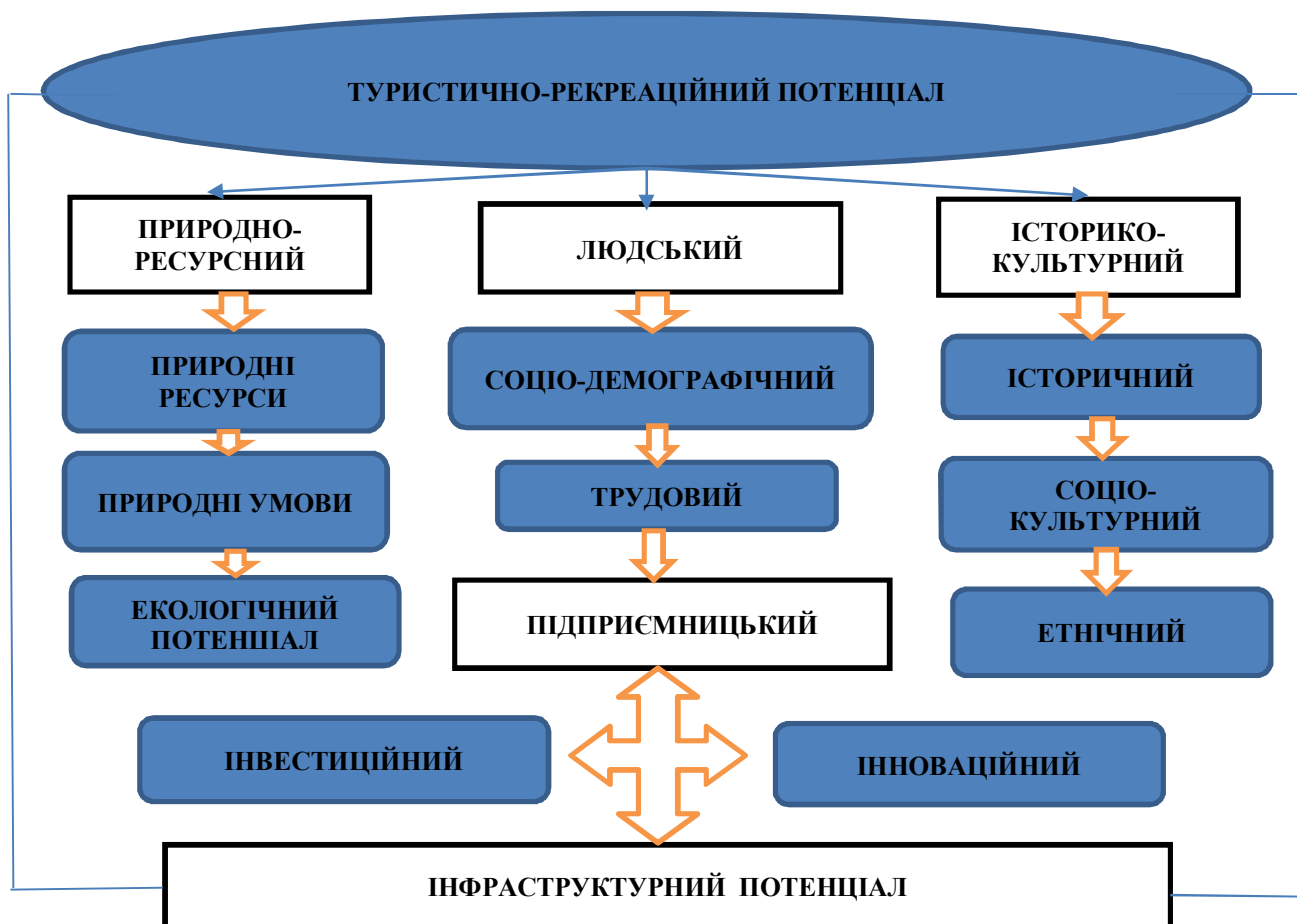 ТУРИСТИЧНО-РЕКРЕАЦІЙНИЙ ПОТЕНЦІАЛ
ПРИРОДНО-
РЕСУРСНИЙ
ЛЮДСЬКИЙ
ІСТОРИКО-
КУЛЬТУРНИЙ
ПРИРОДНІ
РЕСУРСИ
СОЦІО-ДЕМОГРАФІЧНИЙ
ІСТОРИЧНИЙ
ПРИРОДНІ УМОВИ
ТРУДОВИЙ
СОЦІО-
КУЛЬТУРНИЙ
ЕКОЛОГІЧНИЙ
ПОТЕНШАЛ
ПІДПРИЄМНИЦЬКИЙ
ЕТНІЧНИЙ
ІНВЕСТИЦІЙНИЙ
ІННОВАЦІЙНИЙ
ІНФРАСТРУКТУРНИЙ ПОТЕНЦІАЛ